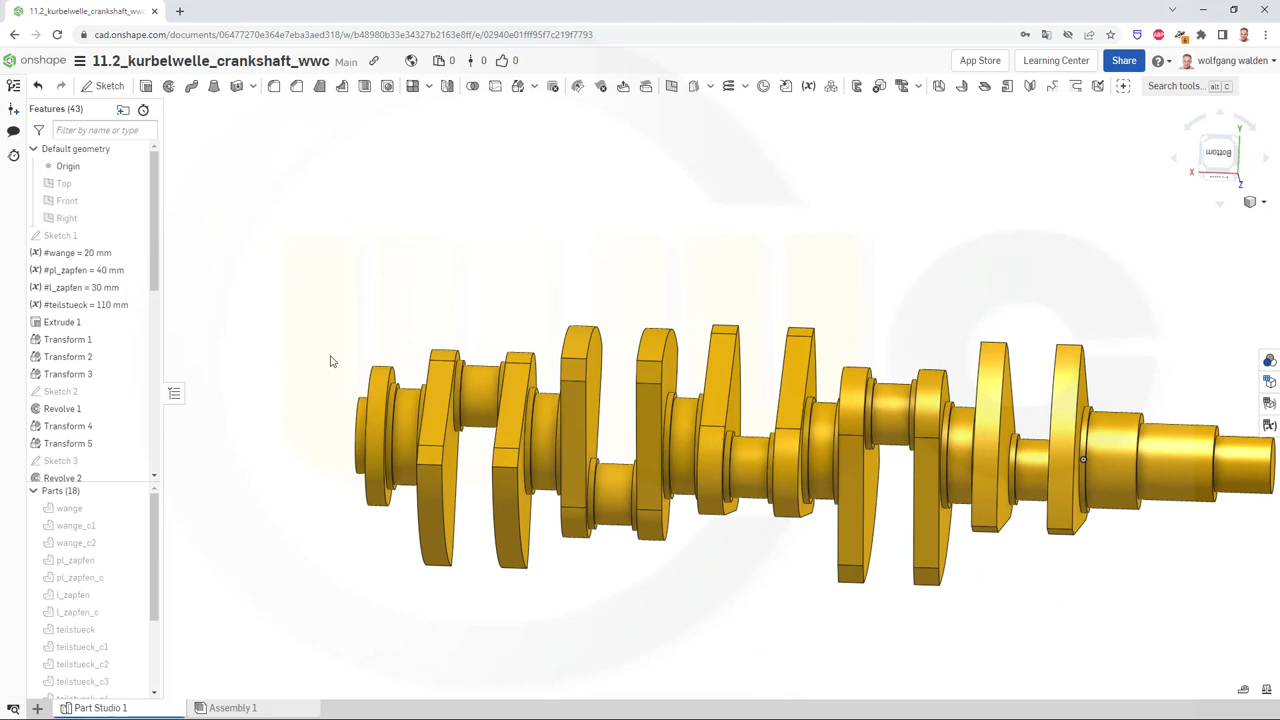 11.2_kurbelwelle_crankshaft_wwc
cad.onshape.com/documents/06477270e364e7eba3aed318/w/b48980b33e34327b2163e8ff/e/02940e01fff95f7c219f7793
ABP
6
onshape
11.2_kurbelwelle_crankshaft_wwc
Main
0
0
0
App Store
Learning Center
Share
wolfgang walden
Sketch
Search tools...
alt C
Features (43)
Filter by name or type
Default geometry
Origin
Top
Front
Right
Sketch 1
(x) #wange = 20 mm
(x) #pl_zapfen = 40 mm
(x) #l_zapfen = 30 mm
(x) #teilstueck = 110 mm
Extrude 1
Transform 1
Transform 2
Transform 3
Sketch 2
Revolve 1
Transform 4
Transform 5
Sketch 3
Revolve 2
Parts (18)
wange
wange_c1
wange_c2
pl_zapfen
pl_zapfen_c
l_zapfen
l_zapfen_c
teilstueck
teilstueck_c1
teilstueck_c2
teilstueck_c3
Y
Bottom
X
Z
Part Studio 1
Assembly 1